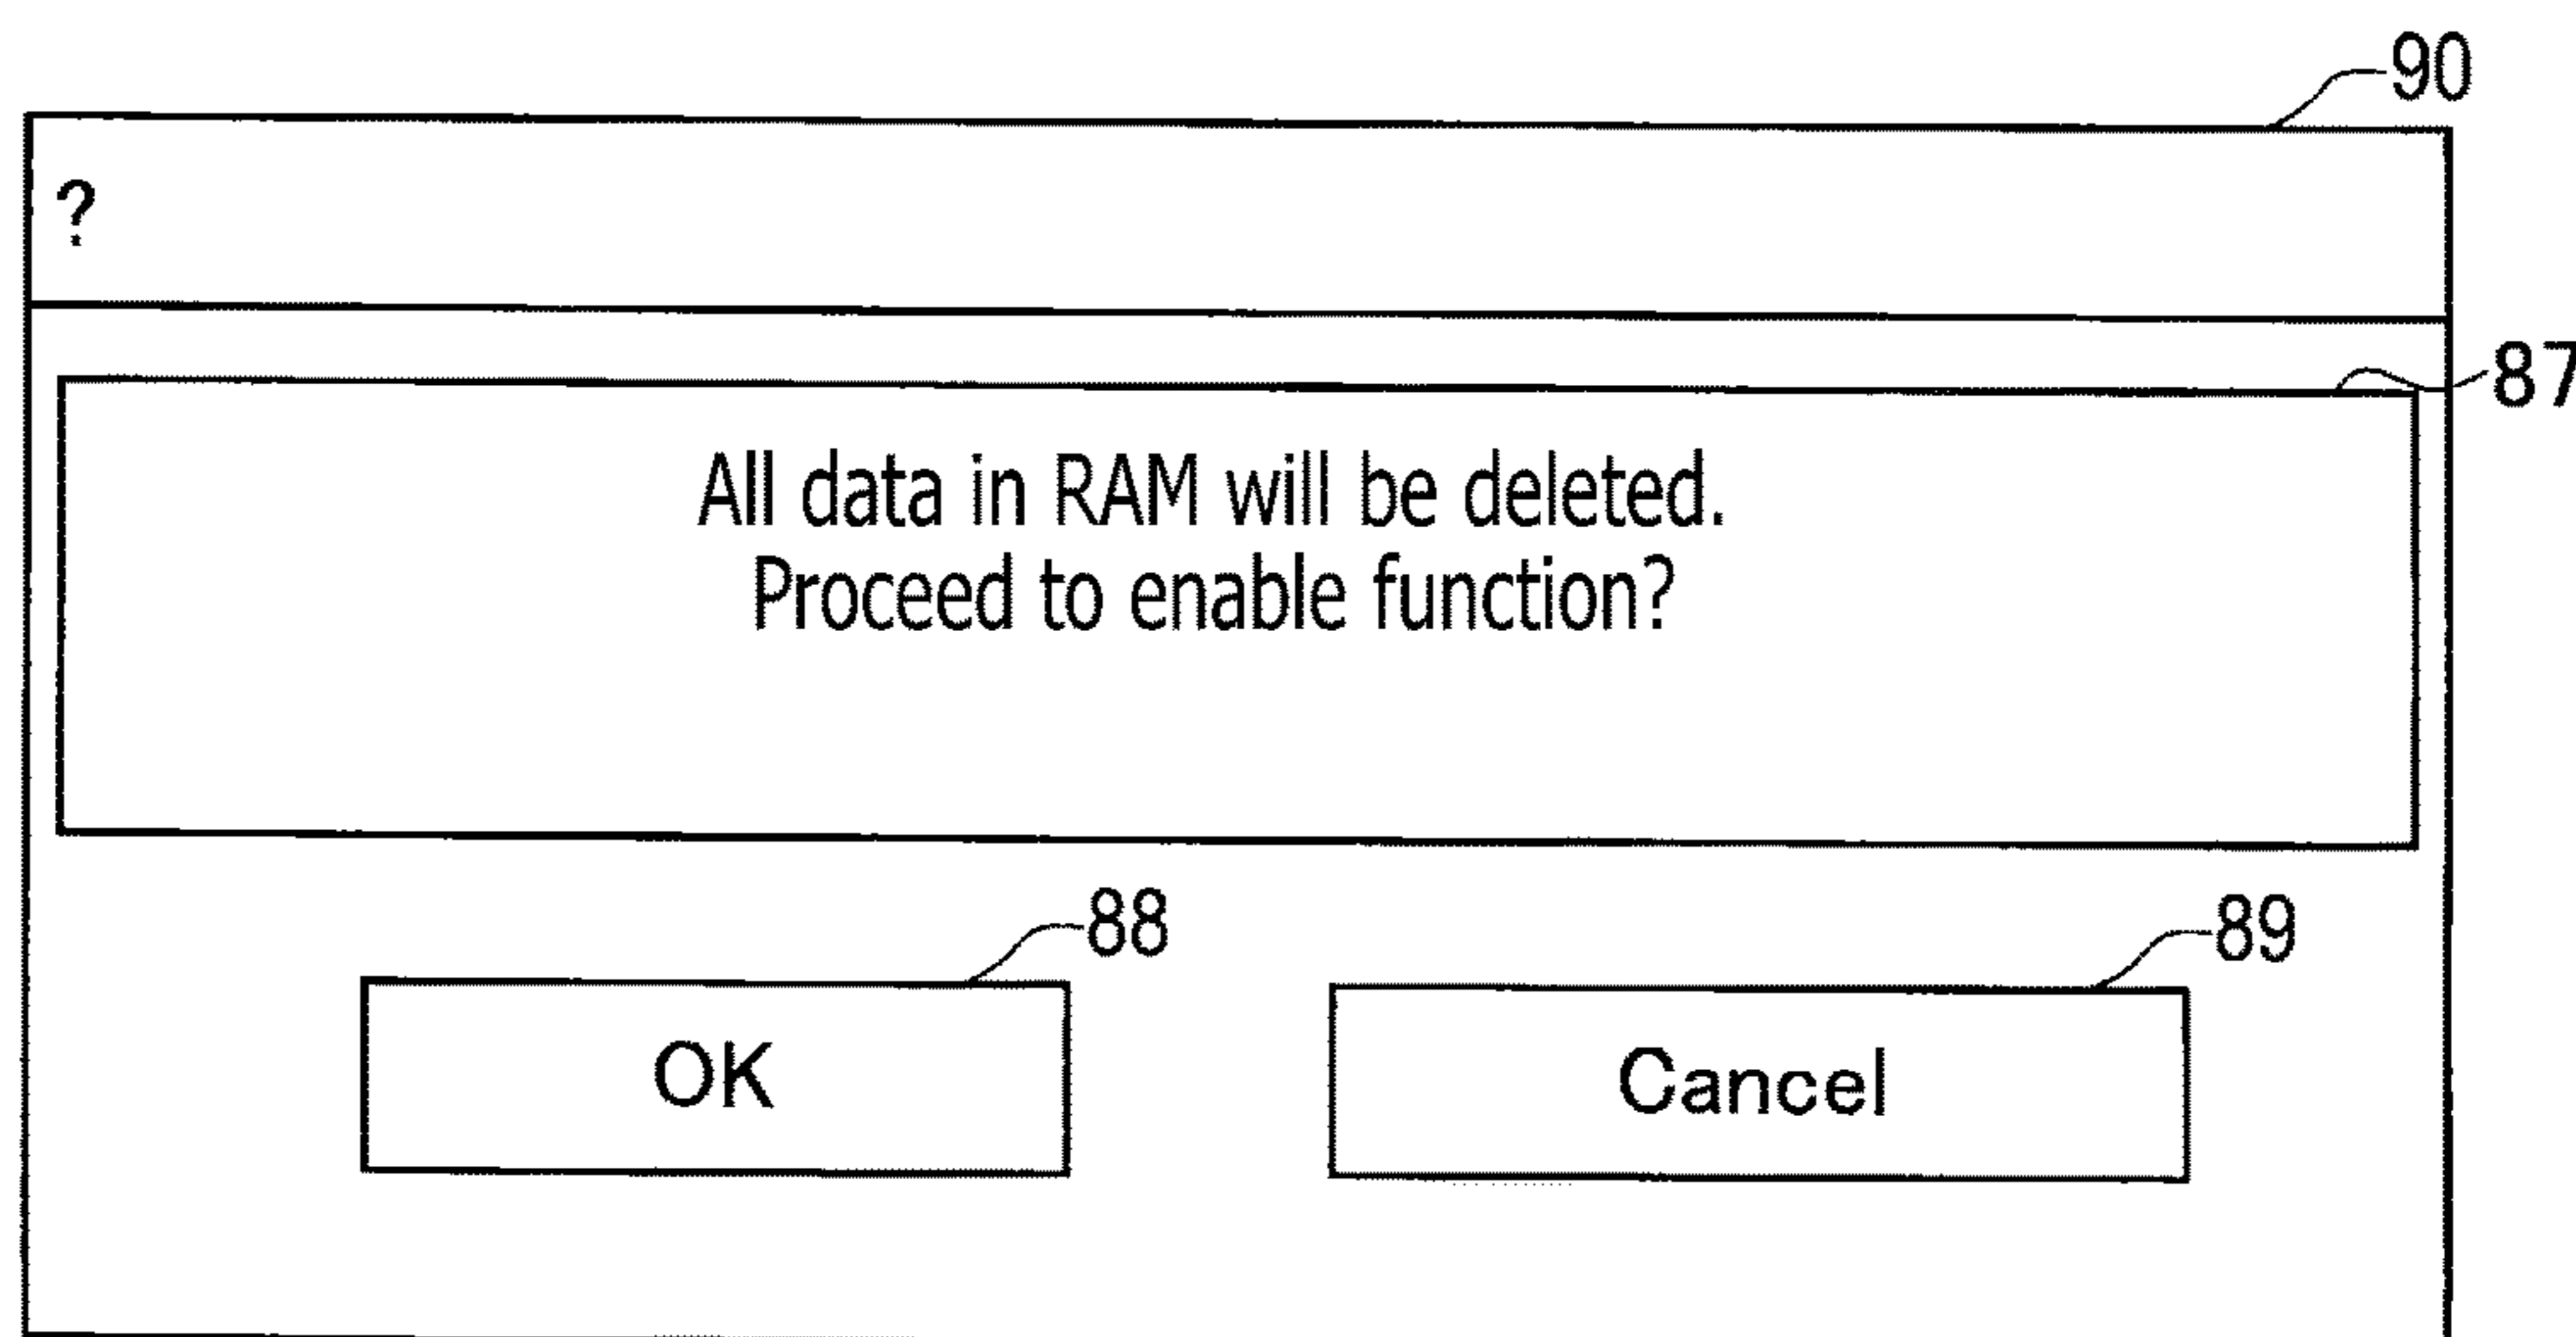 90
?
87
All data in RAM will be deleted.
Proceed to enable function?
88
89
OK
Cancel